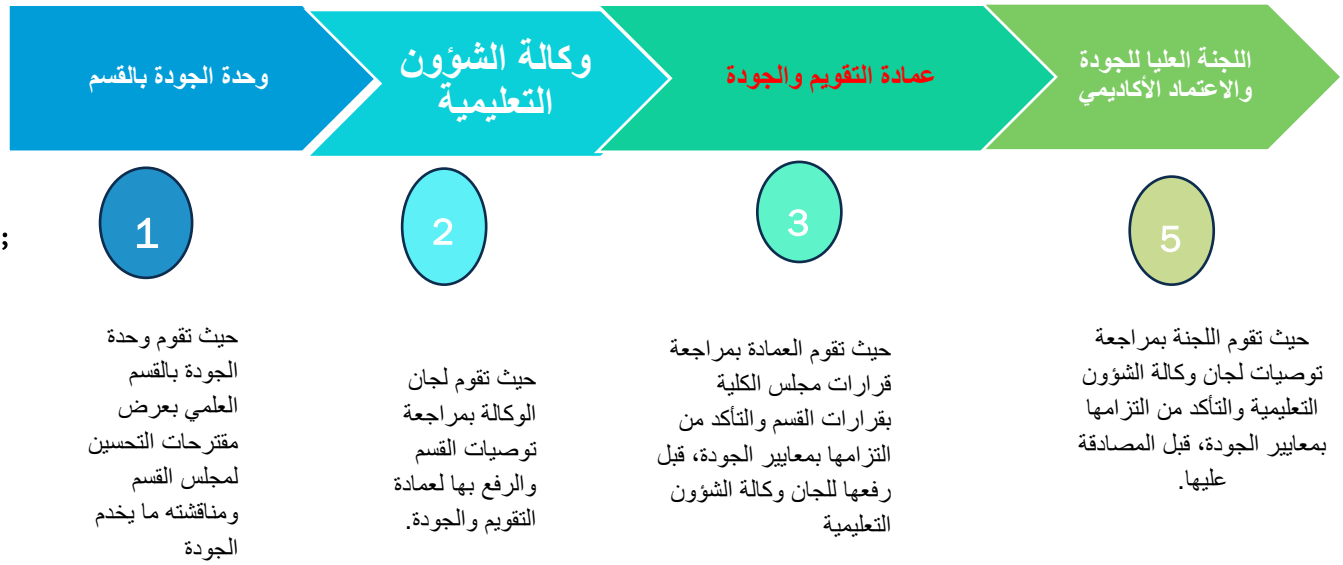 وحدة الجودة بالقسم
وكالة الشؤون
التعليمية
عمادة التقويم والجودة
اللجنة العليا للجودة
والاعتماد الأكاديمي
1
2
3
5
;
حيث تقوم وحدة
الجودة بالقسم
العلمي بعرض
مقترحات التحسين
لمجلس القسم
ومناقشته ما يخدم
الجودة
حيث تقوم لجان
الوكالة بمراجعة
توصيات القسم
والرفع بها لعمادة
التقويم والجودة.
حيث تقوم العمادة بمراجعة
قرارات مجلس الكلية
بقرارات القسم والتأكد من
التزامها بمعايير الجودة، قبل
رفعها للجان وكالة الشؤون
التعليمية
حيث تقوم اللجنة بمراجعة
توصيات لجان وكالة الشؤون
التعليمية والتأكد من التزامها
بمعايير الجودة، قبل المصادقة
عليها.